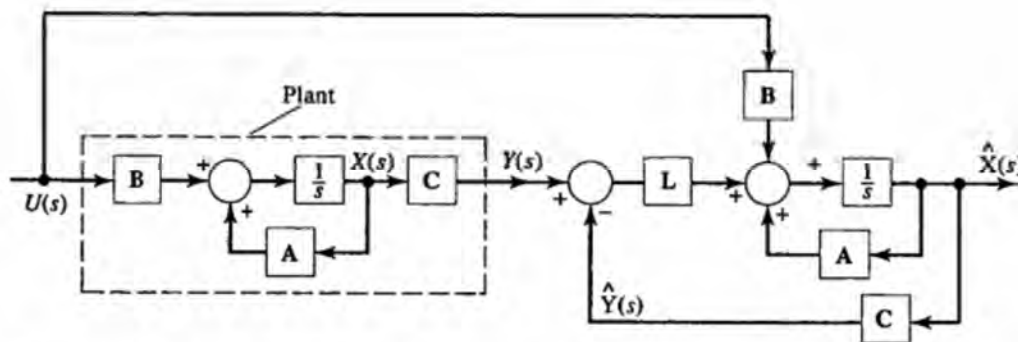 B
Plant
+
1/s
X(s)
Y(s)
X̂(s)
U(s)
B
+
C
+
−
L
+
+
1/s
+
A
A
Ŷ(s)
C